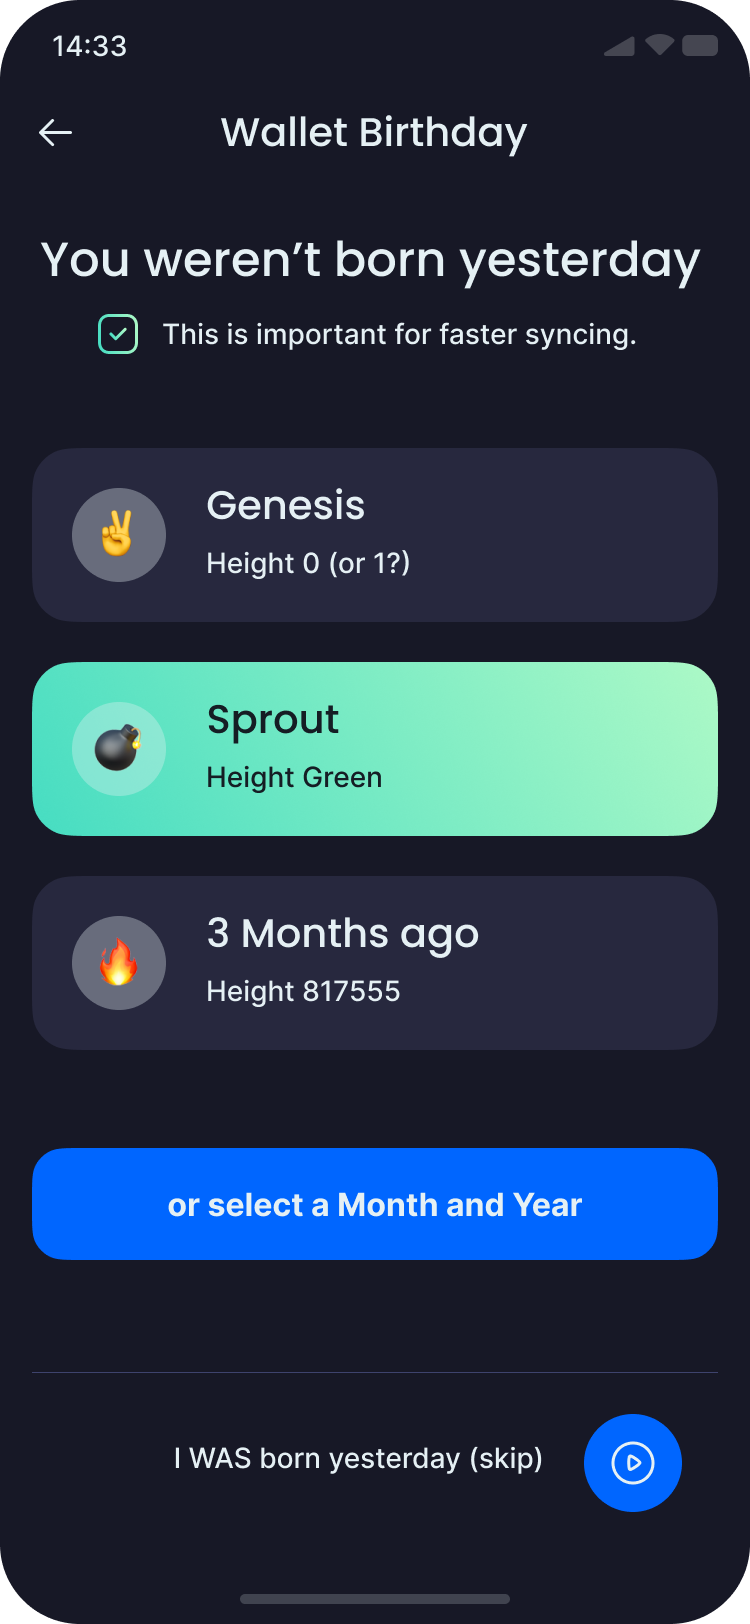 14:33
Wallet Birthday
You weren’t born yesterday
This is important for faster syncing.
Genesis
Height 0 (or 1?)
Sprout
Height Green
3 Months ago
Height 817555
or select a Month and Year
I WAS born yesterday (skip)